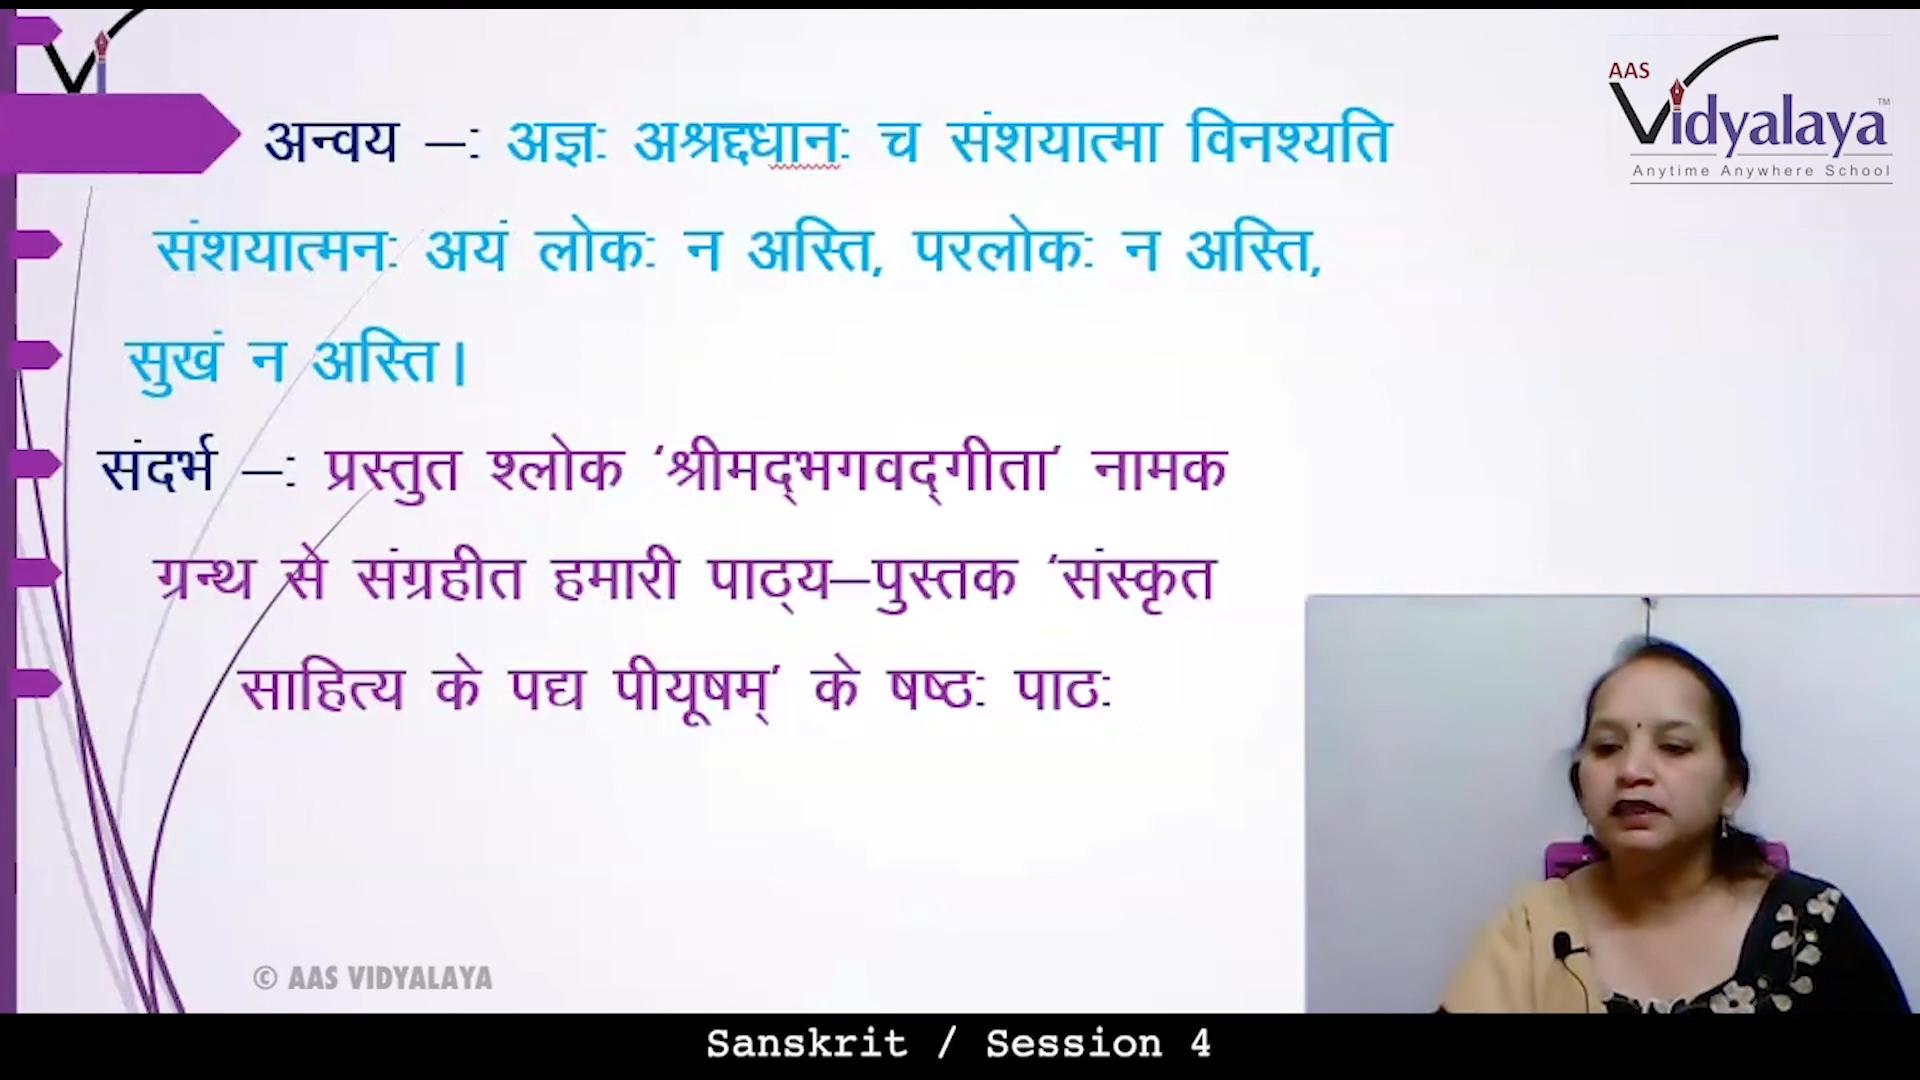 AAS
Vidyalaya™
Anytime Anywhere School
अन्वय –: अज्ञः अश्रद्दधानः च संशयात्मा विनश्यति
संशयात्मनः अयं लोकः न अस्ति, परलोकः न अस्ति,
सुखं न अस्ति।
संदर्भ –: प्रस्तुत श्लोक ‘श्रीमद्‌भगवद्‌गीता’ नामक
ग्रन्थ से संग्रहीत हमारी पाठ्य–पुस्तक ‘संस्कृत
साहित्य के पद्य पीयूषम्’ के षष्ठः पाठः
© AAS VIDYALAYA
Sanskrit / Session 4